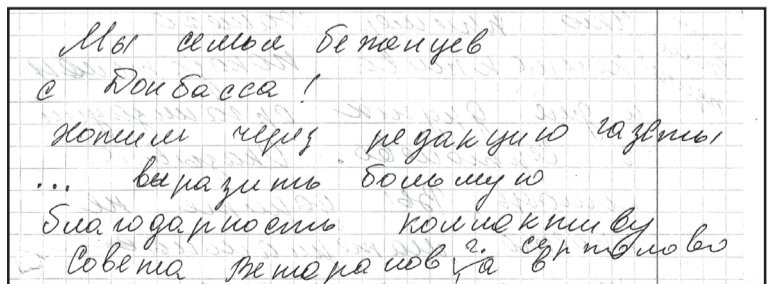 Мы семья беженцев
с Донбасса!
хотим через редакцию газеты
... выразить большую
благодарность коллективу
Совета Ветеранов г. Сертолово
а в